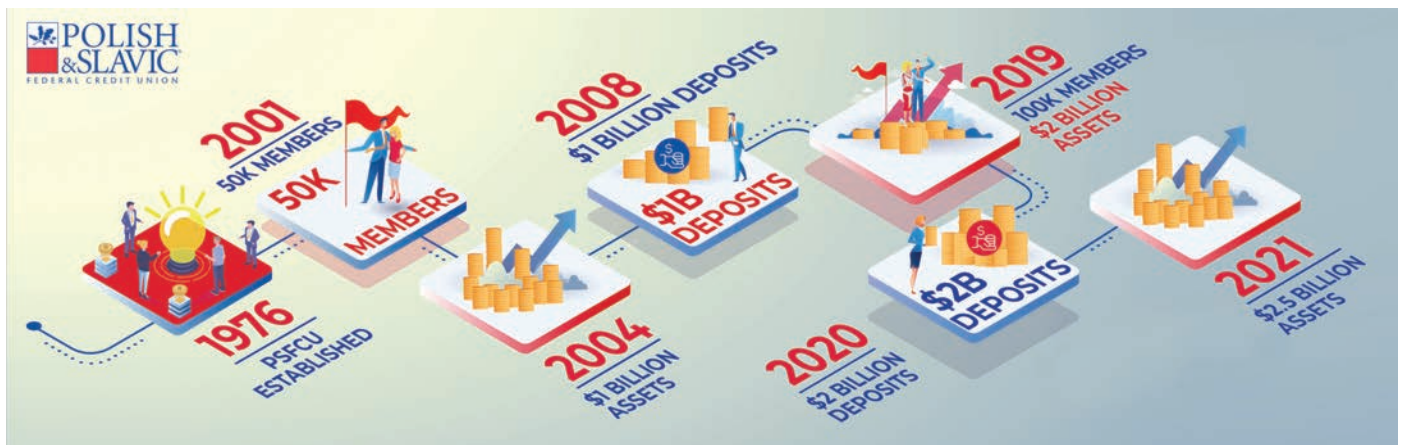 POLISH
&SLAVIC
FEDERAL CREDIT UNION
1976
PSFCU
ESTABLISHED
2001
50K MEMBERS
50K
MEMBERS
2004
$1 BILLION
ASSETS
2008
$1 BILLION DEPOSITS
$1B
DEPOSITS
2019
100K MEMBERS
$2 BILLION
ASSETS
2020
$2 BILLION
DEPOSITS
$2B
DEPOSITS
2021
$2.5 BILLION
ASSETS